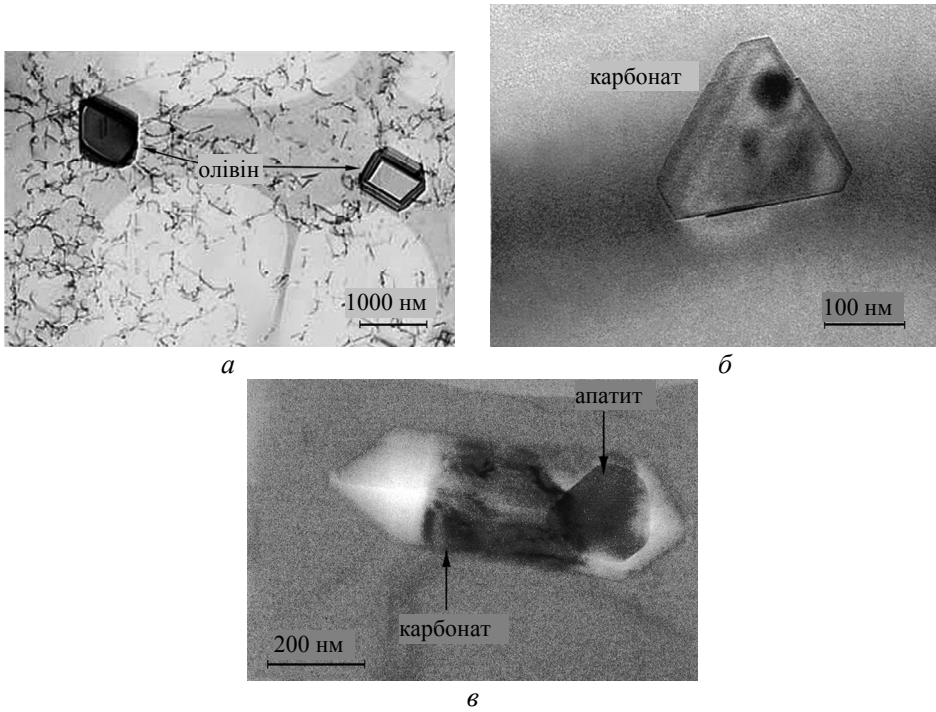 карбонат
олівін
1000 нм
100 нм
а
б
апатит
карбонат
200 нм
в